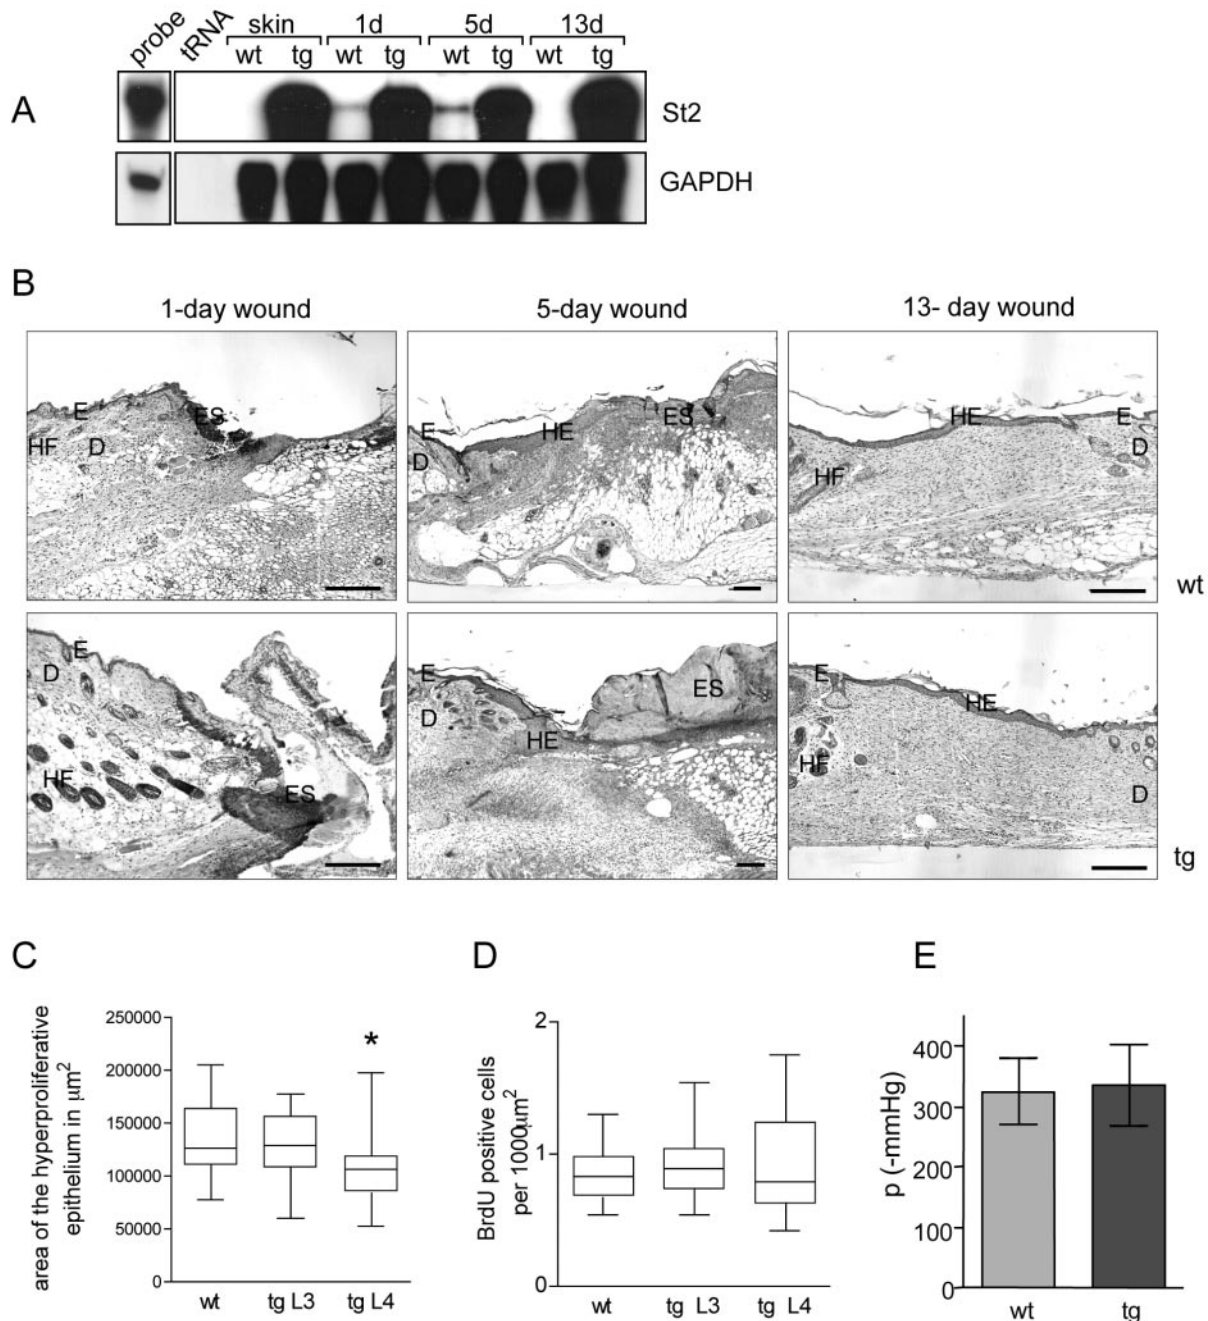 probe tRNA skin 1d 5d 13d
wt tg wt tg wt tg wt tg
A
St2
GAPDH
B
1-day wound 5-day wound 13- day wound
E ES HF D
E HE ES D
HE E D HF
wt
E D HF ES
E ES D HE
E HE HF D
tg
C
area of the hyperproliferative
epithelium in μm2
250000
200000
150000
100000
50000
0
*
wt tg L3 tg L4
D
BrdU positive cells
per 1000μm2
2
1
0
wt tg L3 tg L4
E
p (-mmHg)
400
300
200
100
0
wt tg